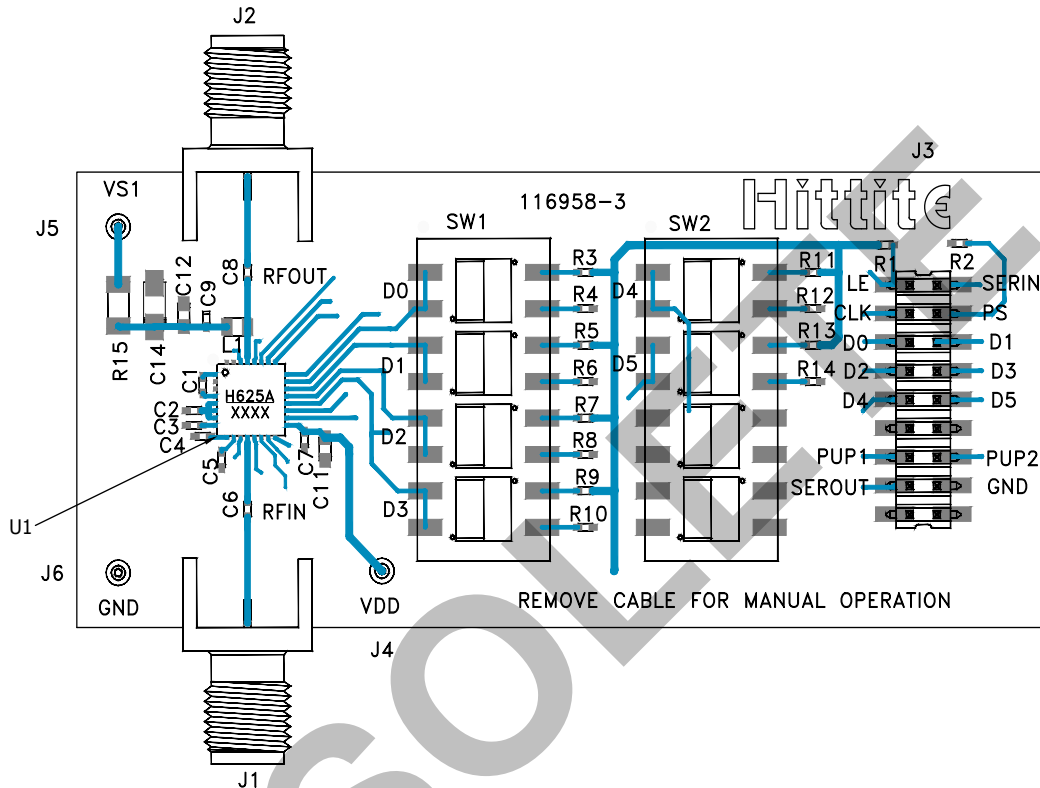 J2
J3
VS1
116958-3
Hittite
J5
SW1
SW2
C8
RFOUT
R3
R11
R1
R2
C12
C9
D0
R4
D4
R12
LE
SERIN
CLK
PS
R15
C14
L1
R5
R13
D0
D1
C1
D1
R6
D5
R14
D2
D3
H625A
XXXX
C2
C3
C4
R7
D4
D5
D2
R8
C5
C7
C11
PUP1
PUP2
C6
RFIN
D3
R9
SEROUT
GND
U1
R10
J6
GND
VDD
REMOVE CABLE FOR MANUAL OPERATION
J4
J1
OBSOLETE